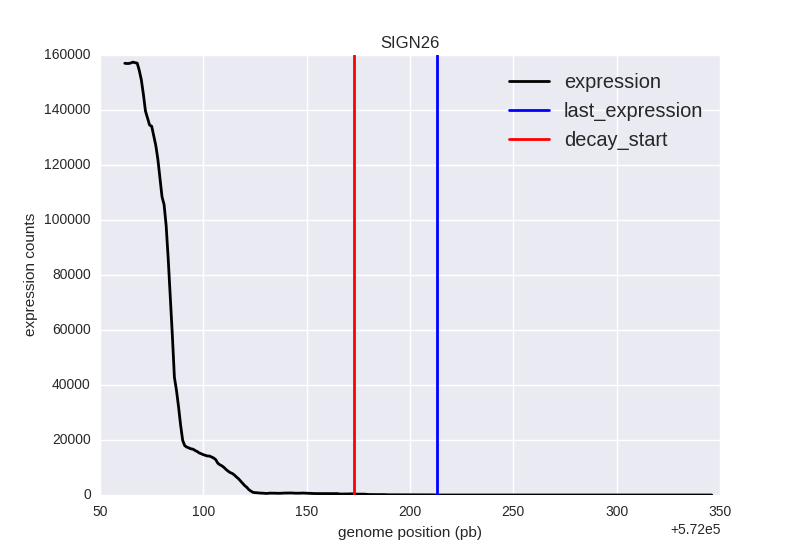 SIGN26
160000
140000
120000
100000
80000
60000
40000
20000
0
expression counts
expression
last_expression
decay_start
50 100 150 200 250 300 350
genome position (pb)
+5.72e5